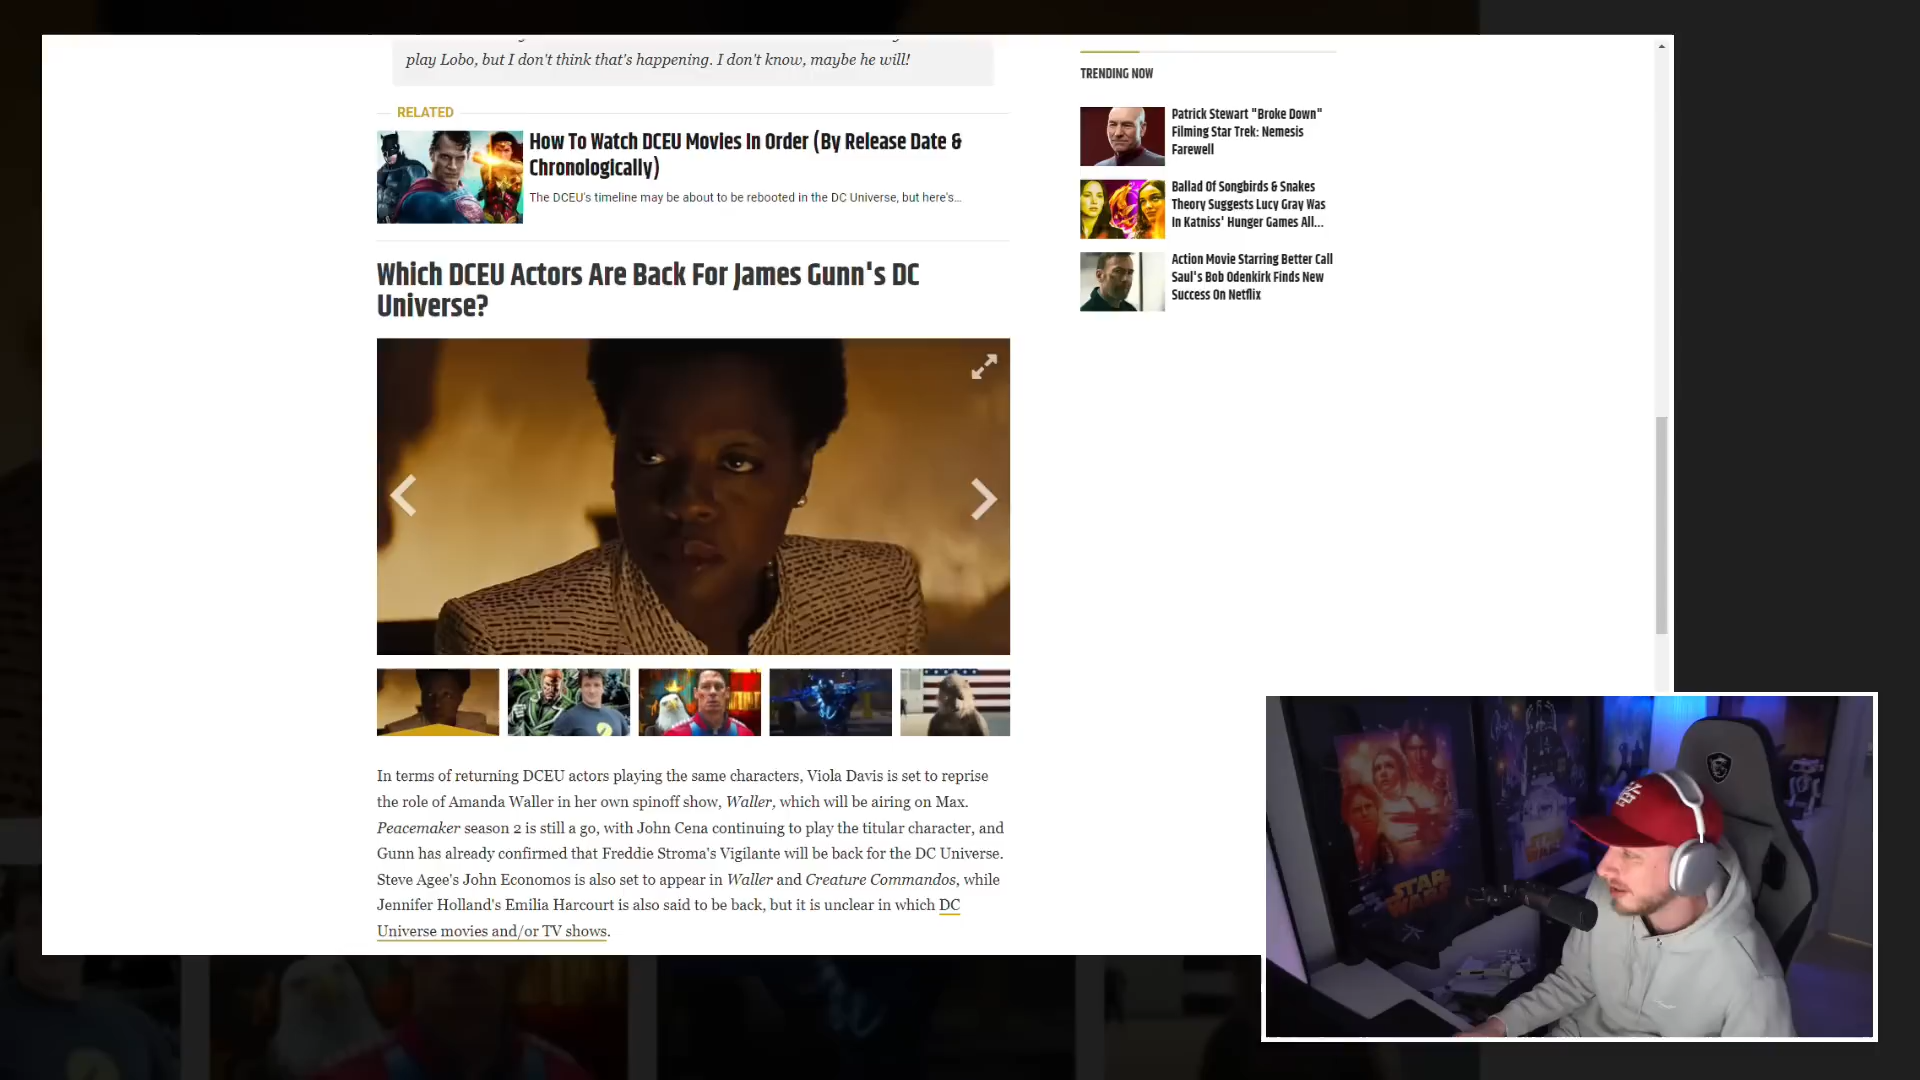 play Lobo, but I don't think that's happening. I don't know, maybe he will!
RELATED
How To Watch DCEU Movies In Order (By Release Date &
Chronologically)
The DCEU's timeline may be about to be rebooted in the DC Universe, but here's...
Which DCEU Actors Are Back For James Gunn's DC
Universe?
In terms of returning DCEU actors playing the same characters, Viola Davis is set to reprise
the role of Amanda Waller in her own spinoff show, Waller, which will be airing on Max.
Peacemaker season 2 is still a go, with John Cena continuing to play the titular character, and
Gunn has already confirmed that Freddie Stroma's Vigilante will be back for the DC Universe.
Steve Agee's John Economos is also set to appear in Waller and Creature Commandos, while
Jennifer Holland's Emilia Harcourt is also said to be back, but it is unclear in which DC
Universe movies and/or TV shows.
TRENDING NOW
Patrick Stewart "Broke Down"
Filming Star Trek: Nemesis
Farewell
Ballad Of Songbirds & Snakes
Theory Suggests Lucy Gray Was
In Katniss' Hunger Games All...
Action Movie Starring Better Call
Saul's Bob Odenkirk Finds New
Success On Netflix
STAR
WARS